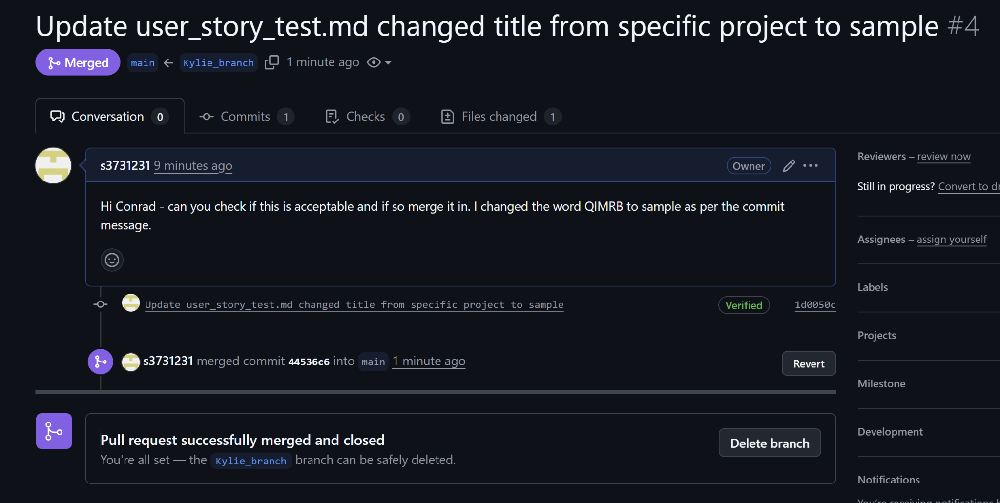 Update user_story_test.md changed title from specific project to sample #4
Merged main ← Kylie_branch 1 minute ago
Conversation 0 Commits 1 Checks 0 Files changed 1
s3731231 9 minutes ago Owner
Hi Conrad - can you check if this is acceptable and if so merge it in. I changed the word QIMRB to sample as per the commit
message.
Update user_story_test.md changed title from specific project to sample Verified 1d0050c
s3731231 merged commit 44536c6 into main 1 minute ago Revert
Pull request successfully merged and closed
You're all set — the Kylie_branch branch can be safely deleted.
Delete branch
Reviewers – review now
Still in progress? Convert to dr
Assignees – assign yourself
Labels
Projects
Milestone
Development
Notifications
You're receiving notifications